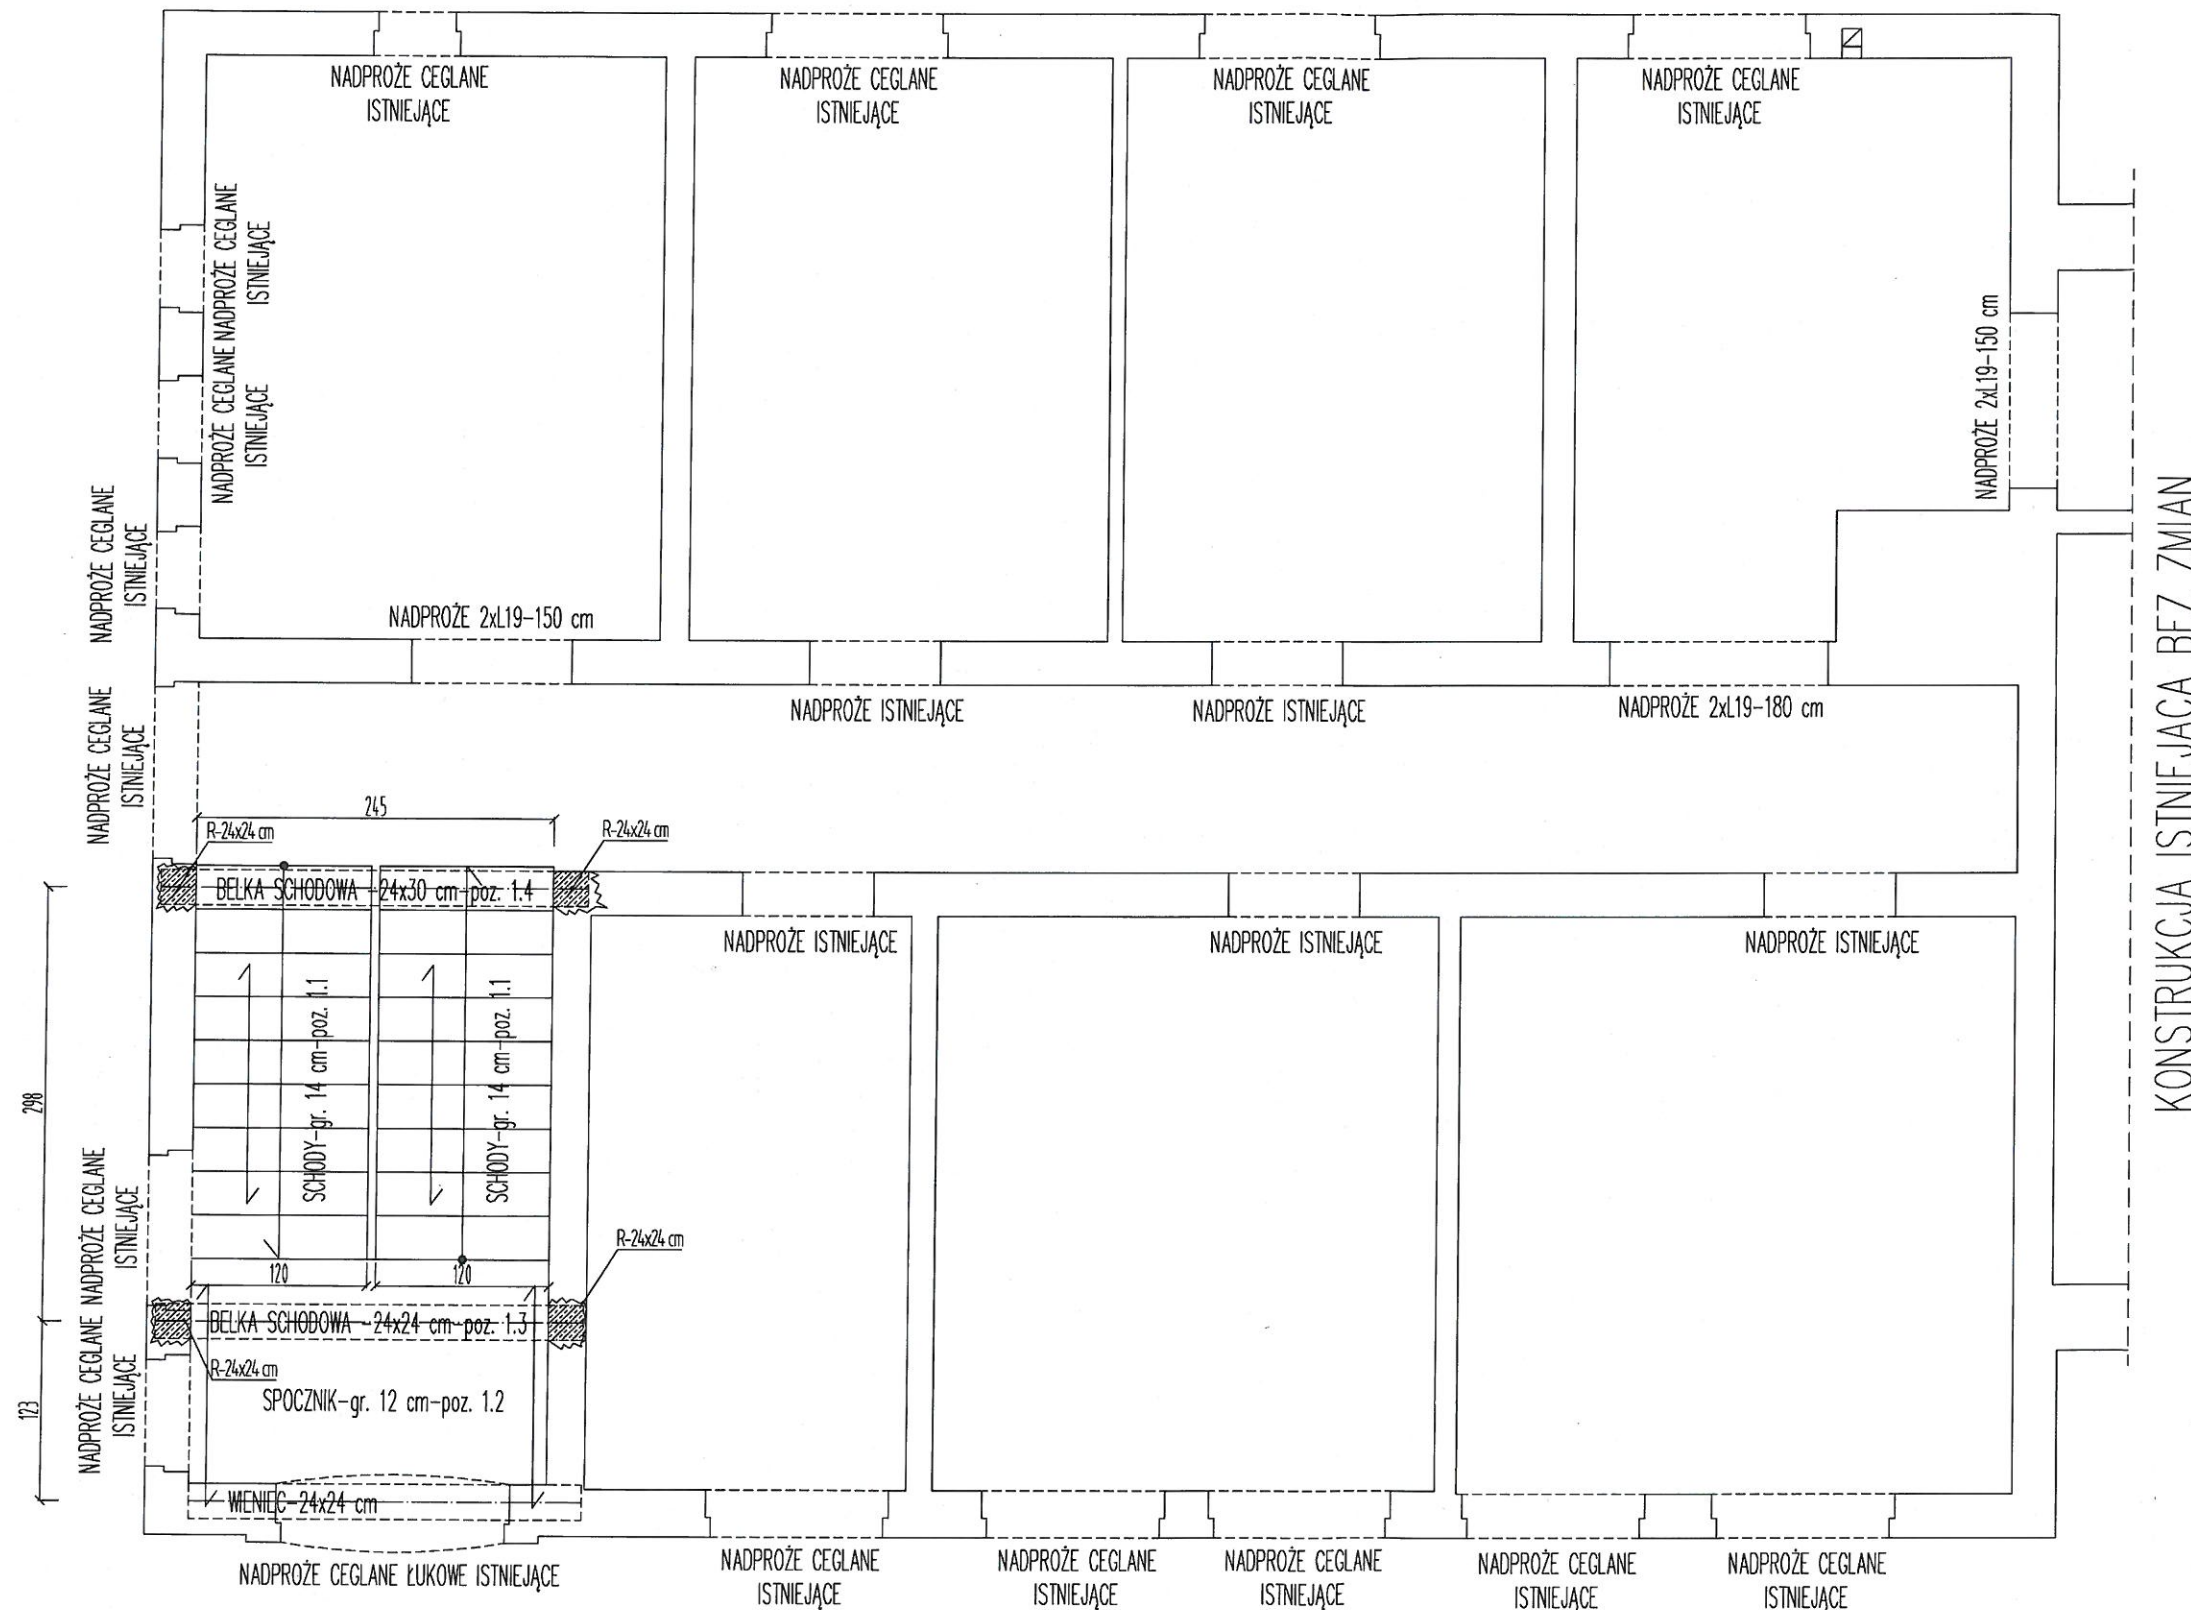 NADPROŻE CEGLANE
ISTNIEJĄCE
NADPROŻE CEGLANE
ISTNIEJĄCE
NADPROŻE CEGLANE
ISTNIEJĄCE
NADPROŻE CEGLANE
ISTNIEJĄCE
NADPROŻE CEGLANE
ISTNIEJĄCE
NADPROŻE CEGLANE
ISTNIEJĄCE
NADPROŻE 2xL19-150 cm
NADPROŻE CEGLANE
ISTNIEJĄCE
NADPROŻE 2xL19-150 cm
KONSTRUKCJA ISTNIEJĄCA BEZ ZMIAN
NADPROŻE CEGLANE
ISTNIEJĄCE
NADPROŻE ISTNIEJĄCE
NADPROŻE ISTNIEJĄCE
NADPROŻE 2xL19-180 cm
245
R-24x24 cm
R-24x24 cm
BELKA SCHODOWA -24x30 cm-poz. 1.4
NADPROŻE ISTNIEJĄCE
NADPROŻE ISTNIEJĄCE
NADPROŻE ISTNIEJĄCE
SCHODY-gr. 14 cm-poz. 1.1
SCHODY-gr. 14 cm-poz. 1.1
298
NADPROŻE CEGLANE
ISTNIEJĄCE
R-24x24 cm
120
120
BELKA SCHODOWA -24x24 cm-poz. 1.3
NADPROŻE CEGLANE
ISTNIEJĄCE
R-24x24 cm
SPOCZNIK-gr. 12 cm-poz. 1.2
123
WIENIEC-24x24 cm
NADPROŻE CEGLANE ŁUKOWE ISTNIEJĄCE
NADPROŻE CEGLANE
ISTNIEJĄCE
NADPROŻE CEGLANE
ISTNIEJĄCE
NADPROŻE CEGLANE
ISTNIEJĄCE
NADPROŻE CEGLANE
ISTNIEJĄCE
NADPROŻE CEGLANE
ISTNIEJĄCE